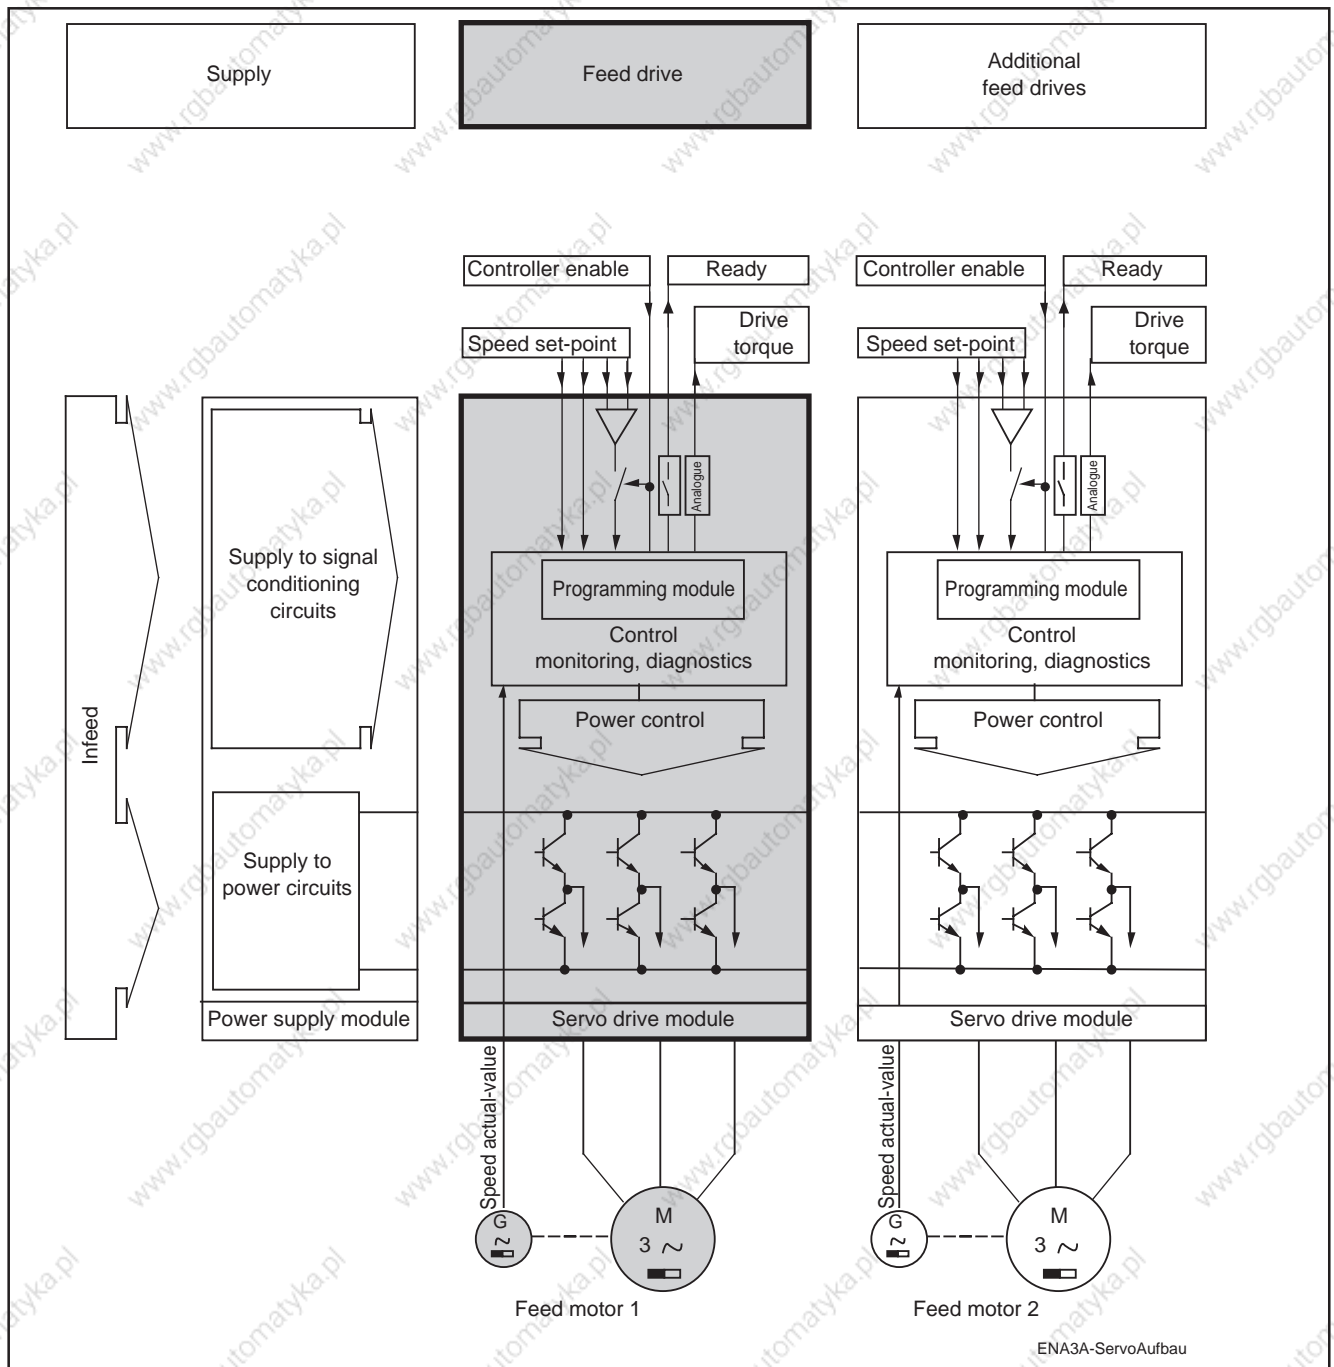 Supply
Feed drive
Additional
feed drives
Controller enable
Ready
Controller enable
Ready
Drive
torque
Speed set-point
Drive
torque
Speed set-point
Analogue
Analogue
Infeed
Supply to signal
conditioning
circuits
Programming module
Control
monitoring, diagnostics
Power control
Programming module
Control
monitoring, diagnostics
Power control
Supply to
power circuits
Power supply module
Servo drive module
Servo drive module
Speed actual-value
Speed actual-value
G
M
3
G
M
3
Feed motor 1
Feed motor 2
ENA3A-ServoAufbau
www.rgbautomatyka.pl